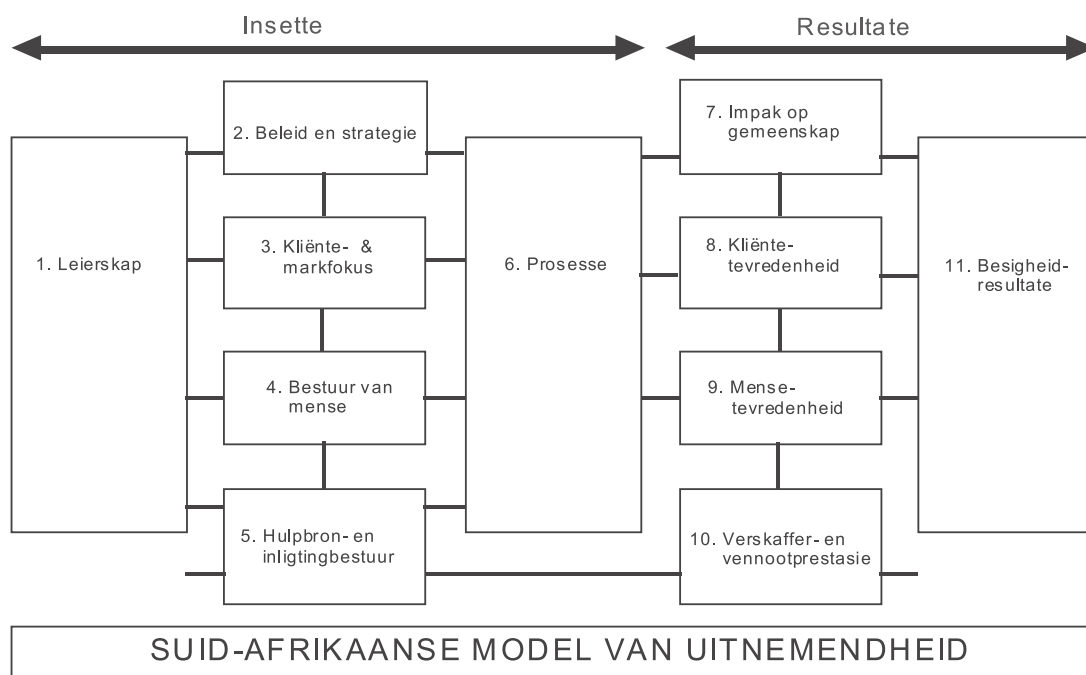 Insette
Resultate
1. Leierskap
2. Beleid en strategie
3. Kliënte- &
markfokus
4. Bestuur van
mense
5. Hulpbron- en
inligtingbestuur
6. Prosesse
7. Impak op
gemeenskap
8. Kliënte-
tevredenheid
9. Mense-
tevredenheid
10. Verskaffer- en
vennootprestasie
11. Besigheid-
resultate
SUID-AFRIKAANSE MODEL VAN UITNEMENDHEID